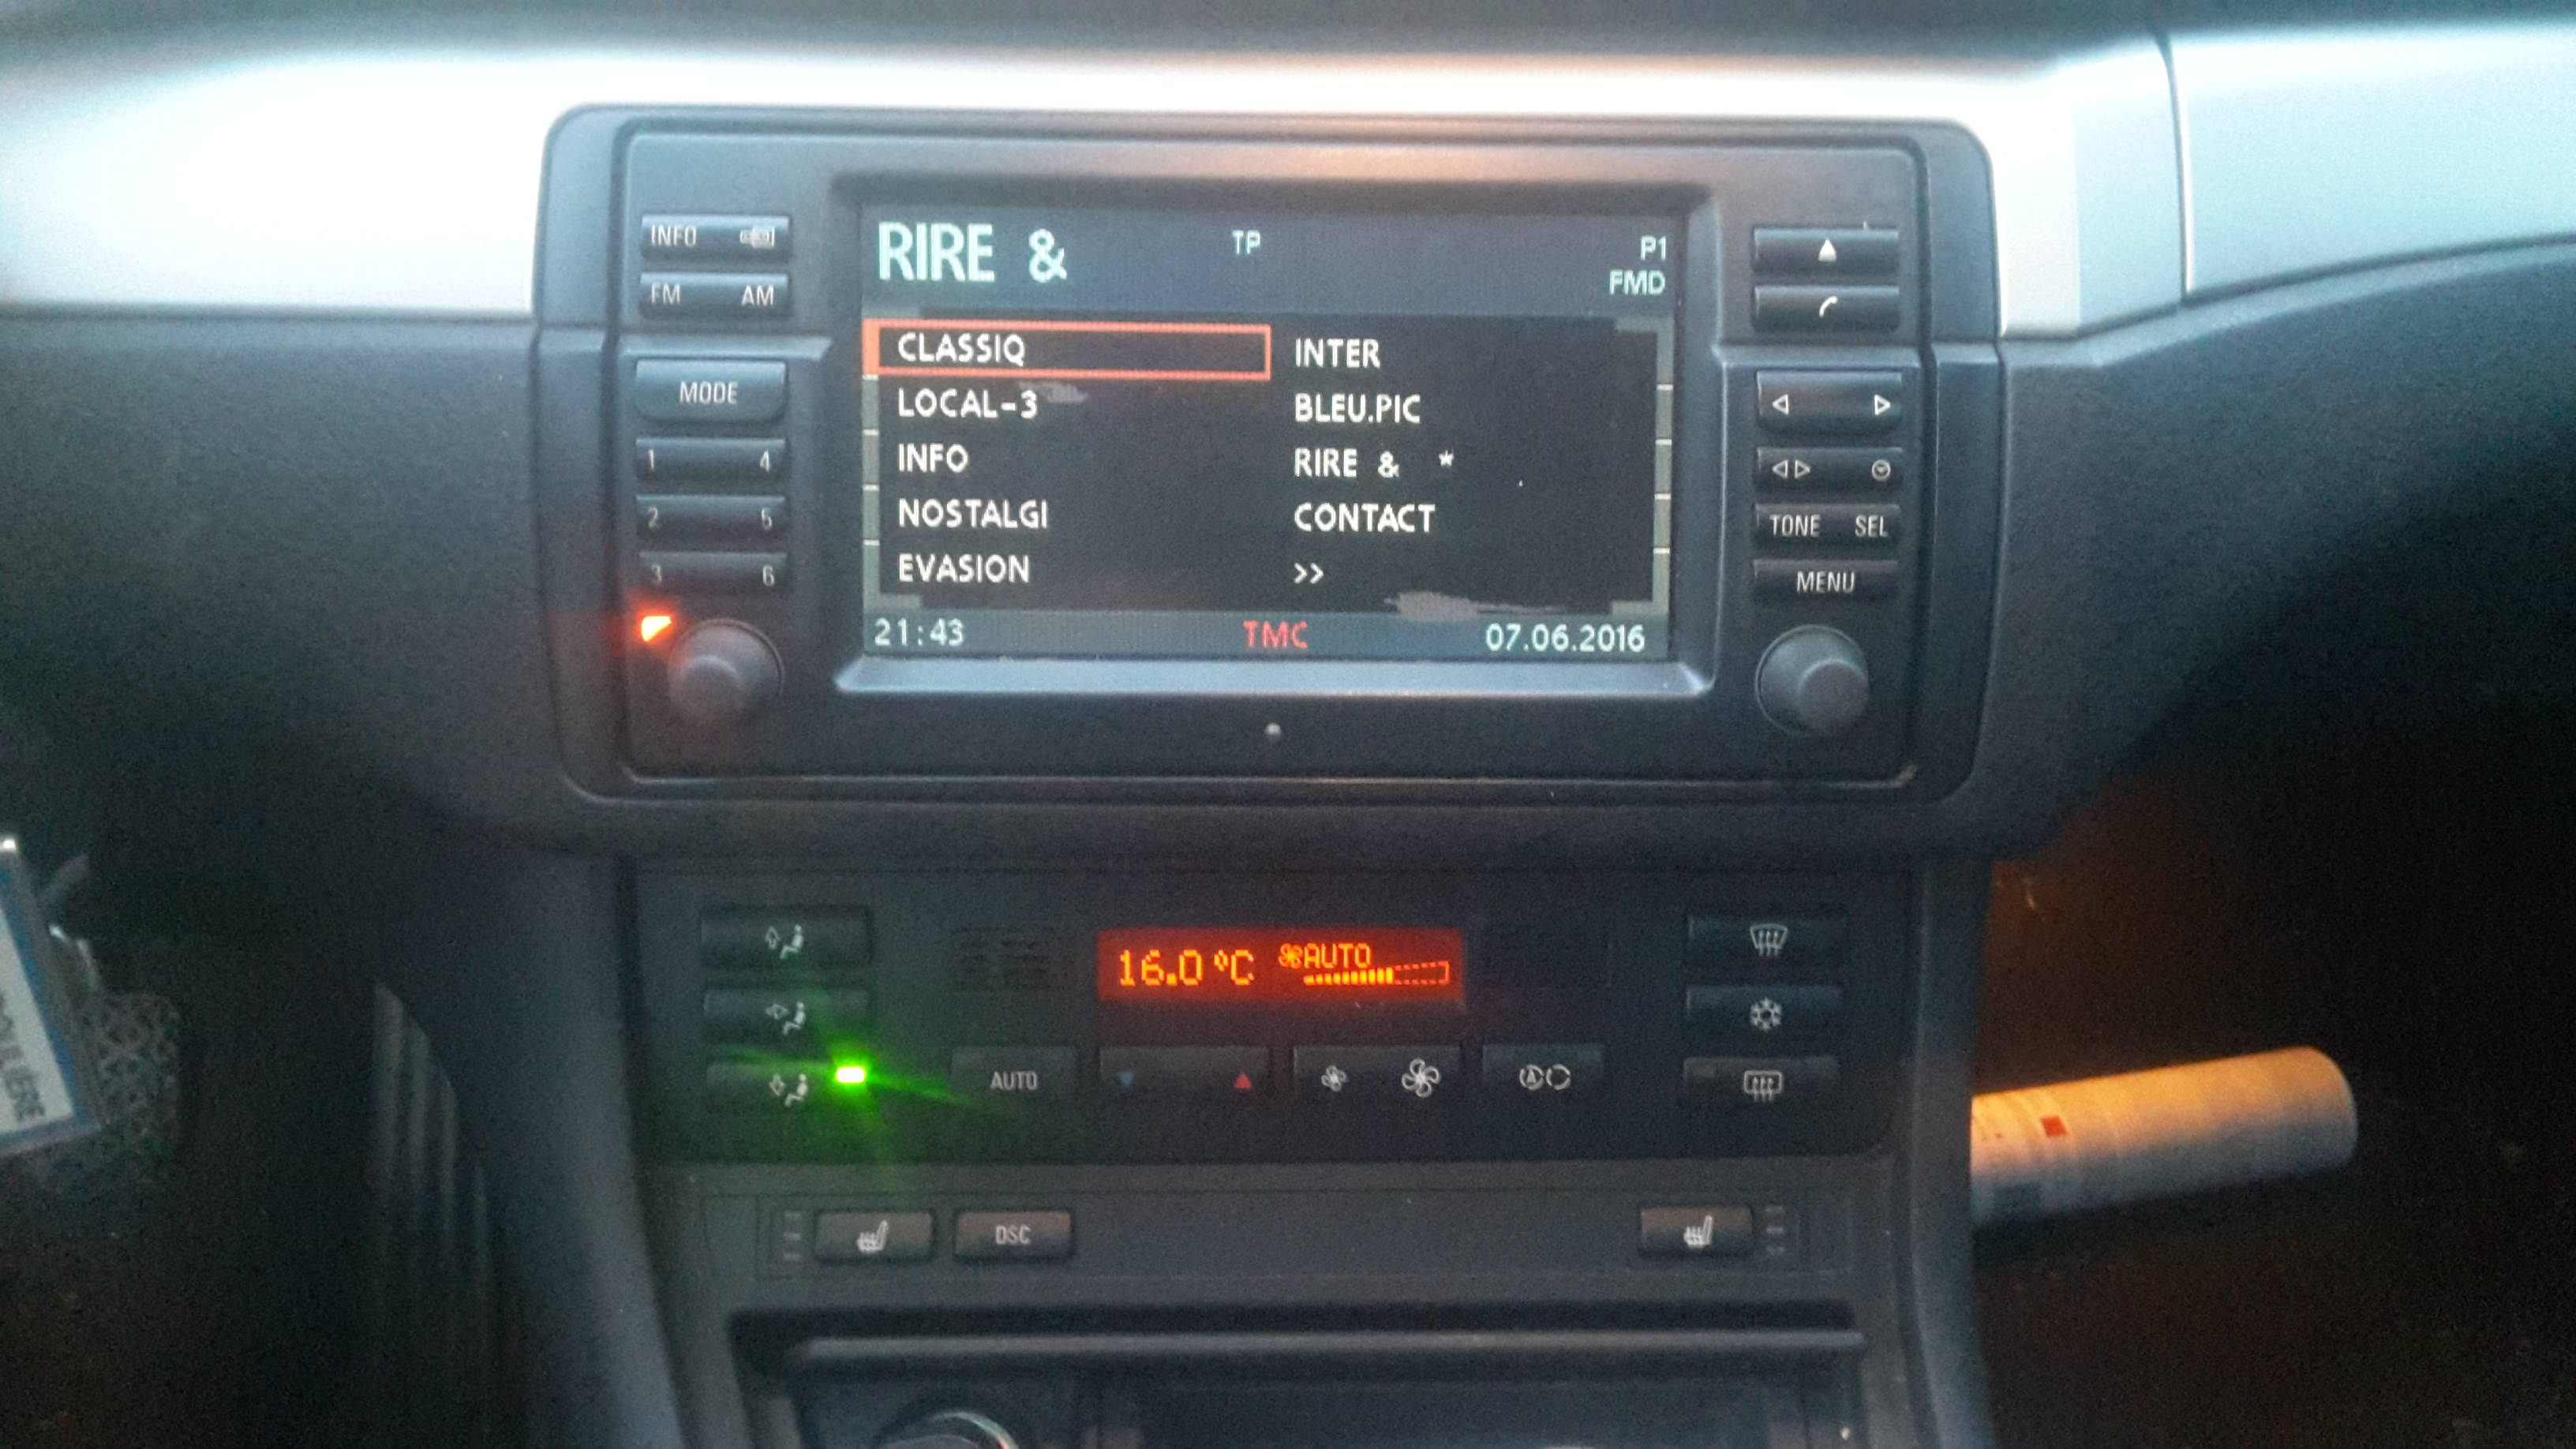 RIRE & TP P1
FMD
CLASSIQ INTER
LOCAL-3 BLEU.PIC
INFO RIRE & *
NOSTALGI CONTACT
EVASION >>
21:43 TMC 07.06.2016
INFO
FM AM
MODE
1 4
2 5
3 6
TONE SEL
MENU
16.0 °C AUTO
AUTO
A
DSC